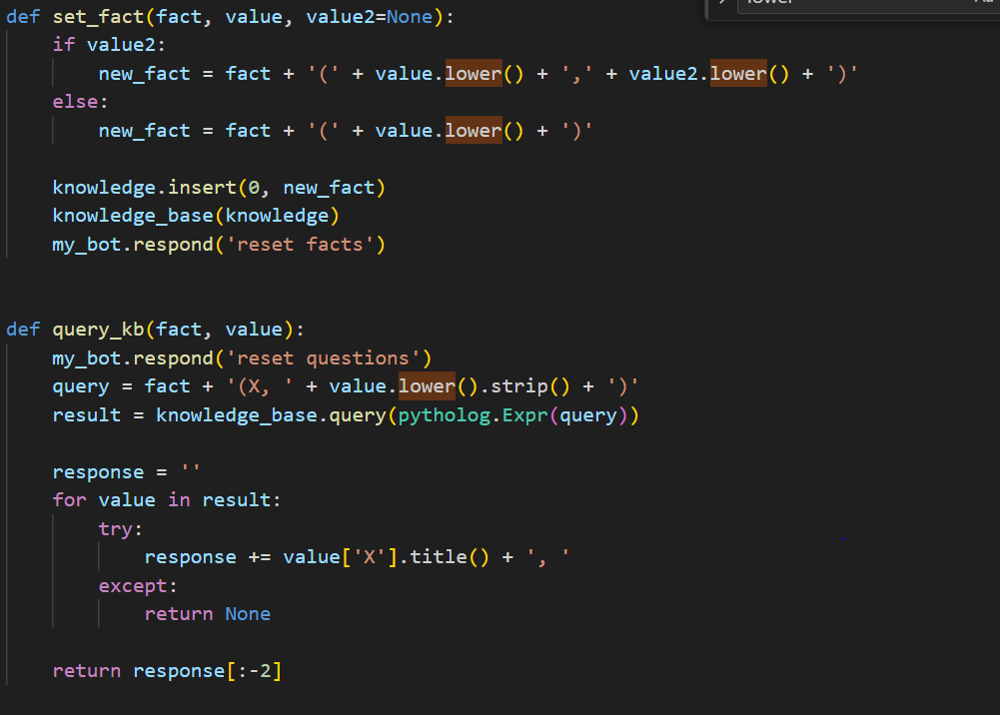 lower
def set_fact(fact, value, value2=None):
    if value2:
        new_fact = fact + '(' + value.lower() + ',' + value2.lower() + ')'
    else:
        new_fact = fact + '(' + value.lower() + ')'
    knowledge.insert(0, new_fact)
    knowledge_base(knowledge)
    my_bot.respond('reset facts')
def query_kb(fact, value):
    my_bot.respond('reset questions')
    query = fact + '(X, ' + value.lower().strip() + ')'
    result = knowledge_base.query(pytholog.Expr(query))
    response = ''
    for value in result:
        try:
            response += value['X'].title() + ', '
        except:
            return None
    return response[:-2]